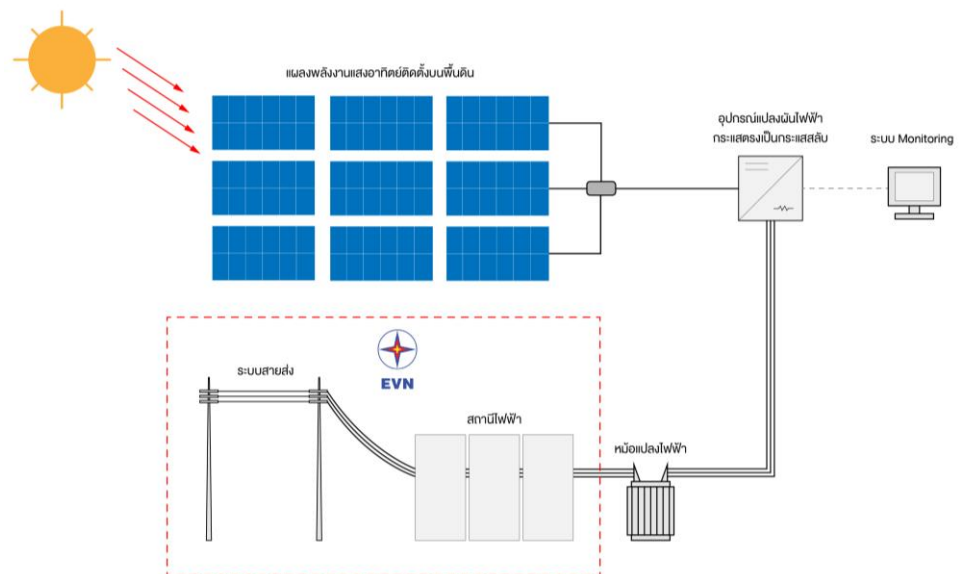 แผลงพลังงานแสงอาทิตย์ติดตั้งบนพื้นดิน
อุปกรณ์แปลงผันไฟฟ้า
กระแสตรงเป็นกระแสสลับ
ระบบ Monitoring
EVN
ระบบสายส่ง
สถานีไฟฟ้า
หม้อแปลงไฟฟ้า